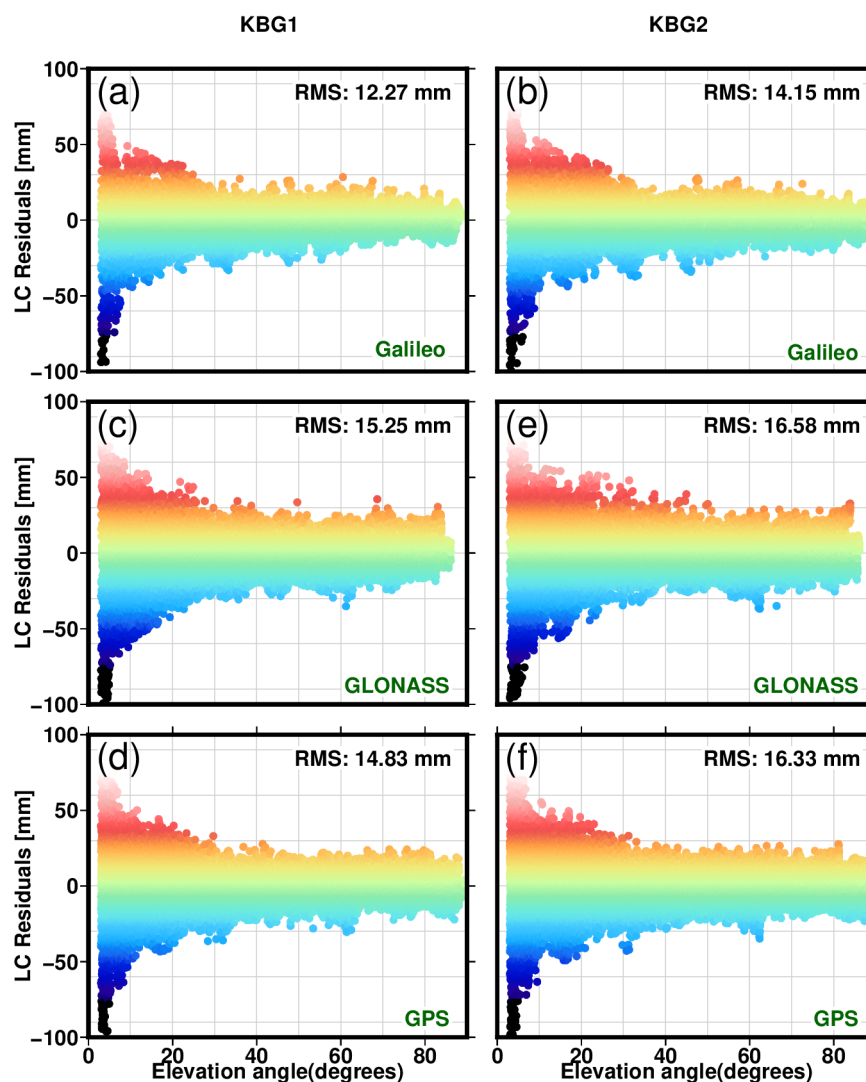 KBG1 KBG2
100
50
0
−50
−100
LC Residuals [mm]
(a) RMS: 12.27 mm
Galileo
(b) RMS: 14.15 mm
Galileo
100
50
0
−50
−100
LC Residuals [mm]
(c) RMS: 15.25 mm
GLONASS
(e) RMS: 16.58 mm
GLONASS
100
50
0
−50
−100
LC Residuals [mm]
(d) RMS: 14.83 mm
GPS
(f) RMS: 16.33 mm
GPS
0 20 40 60 80
0 20 40 60 80
Elevation angle(degrees)
Elevation angle(degrees)